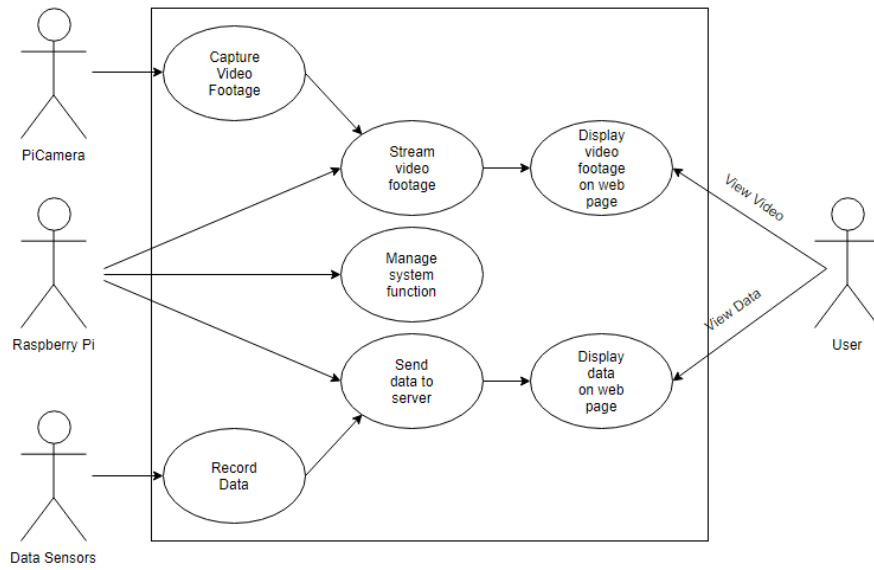 Capture
Video
Footage
PiCamera
Stream
video
footage
Display
video
footage
on web
page
View Video
Manage
system
function
Raspberry Pi
View Data
User
Send
data to
server
Display
data
on web
page
Record
Data
Data Sensors